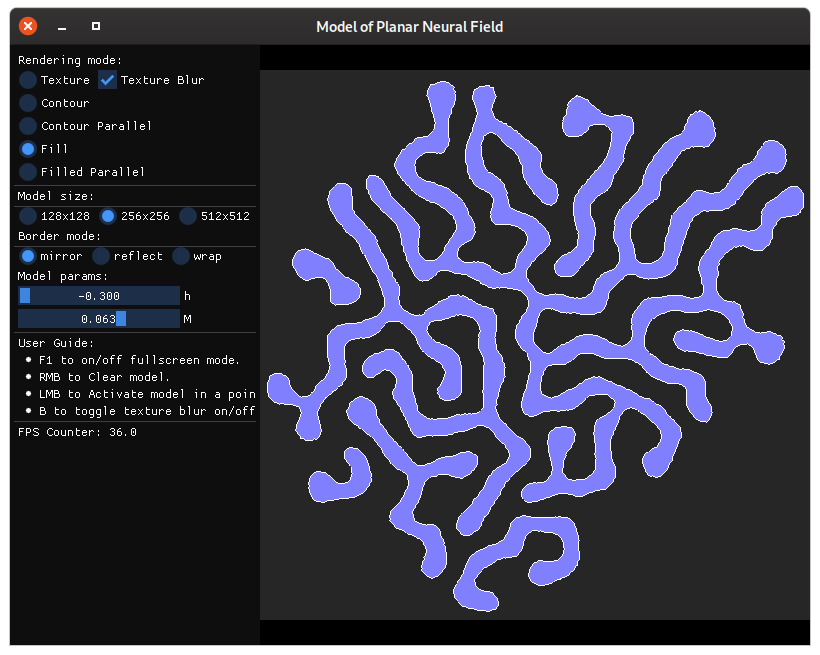 Model of Planar Neural Field
Rendering mode:
Texture Texture Blur
Contour
Contour Parallel
Fill
Filled Parallel
Model size:
128x128 256x256 512x512
Border mode:
mirror reflect wrap
Model params:
-0.300 h
0.063 M
User Guide:
• F1 to on/off fullscreen mode.
• RMB to Clear model.
• LMB to Activate model in a poin
• B to toggle texture blur on/off
FPS Counter: 36.0